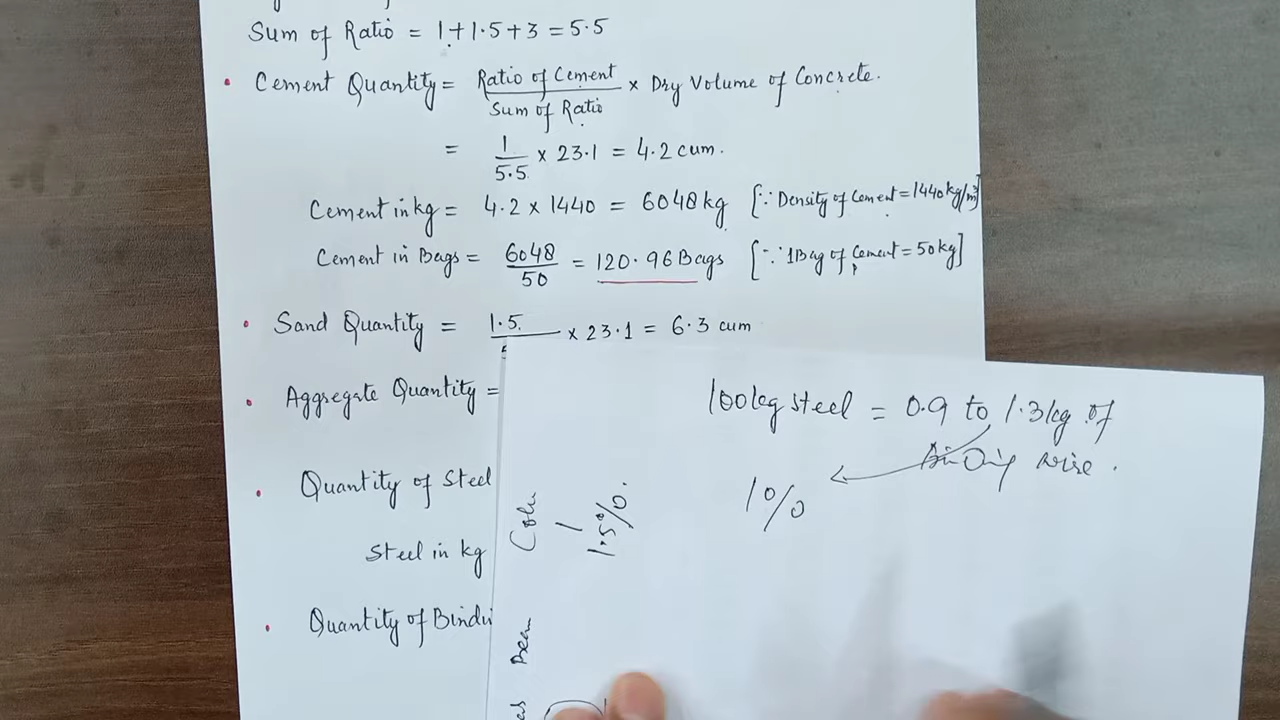 Sum of Ratio = 1+1.5+3 = 5.5
• Cement Quantity = Ratio of Cement / Sum of Ratio × Dry Volume of Concrete.
= 1 / 5.5 × 23.1 = 4.2 cum.
Cement in kg = 4.2 × 1440 = 6048 kg [∵ Density of Cement = 1440 kg/m³]
Cement in Bags = 6048 / 50 = 120.96 Bags [∵ 1 Bag of Cement = 50 kg]
• Sand Quantity = 1.5 × 23.1 = 6.3 cum
• Aggregate Quantity =
• Quantity of Steel
Steel in kg
• Quantity of Bindi
100kg steel = 0.9 to 1.3kg of
Binding wire.
1%
Colu
1.5%.
Beam